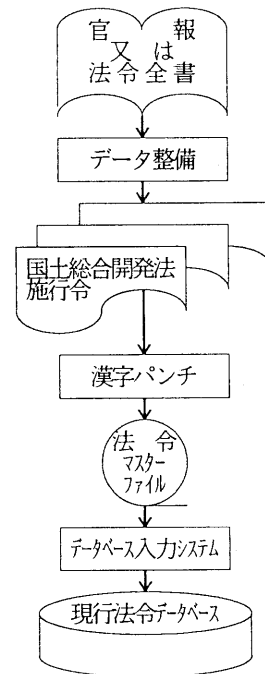 官報
又は
法令全書
データ整備
国土総合開発法
施行令
漢字パンチ
法令
マスター
ファイル
データベース入力システム
現行法令データベース